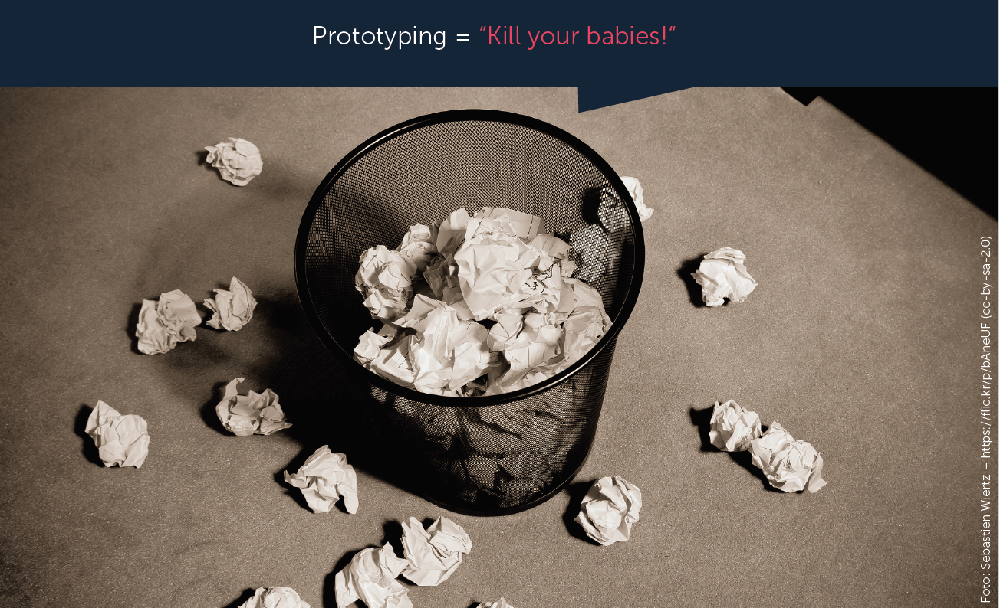 Prototyping = “Kill your babies!“
Foto: Sebastien Wiertz – https://flic.kr/p/bAneUF (cc-by-sa-2.0)